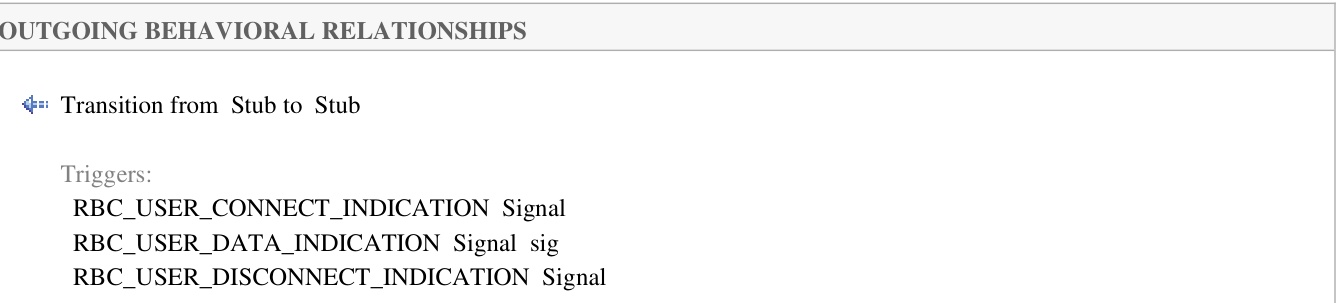 OUTGOING BEHAVIORAL RELATIONSHIPS
Transition from Stub to Stub
Triggers:
RBC_USER_CONNECT_INDICATION Signal
RBC_USER_DATA_INDICATION Signal sig
RBC_USER_DISCONNECT_INDICATION Signal